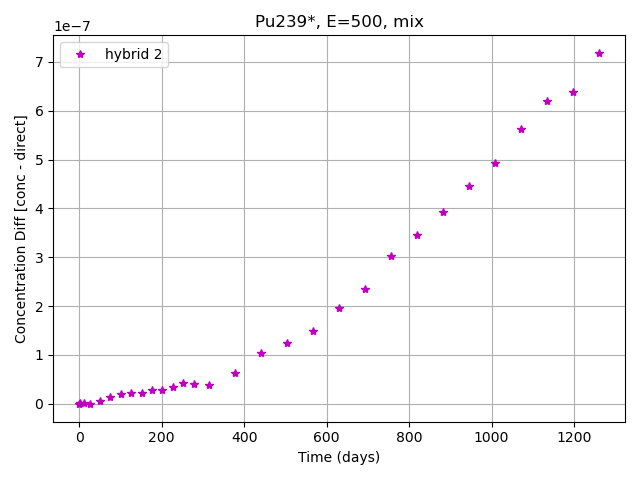 Pu239*, E=500, mix
1e−7
hybrid 2
7
6
5
4
3
2
1
0
Concentration Diff [conc - direct]
0 200 400 600 800 1000 1200
Time (days)